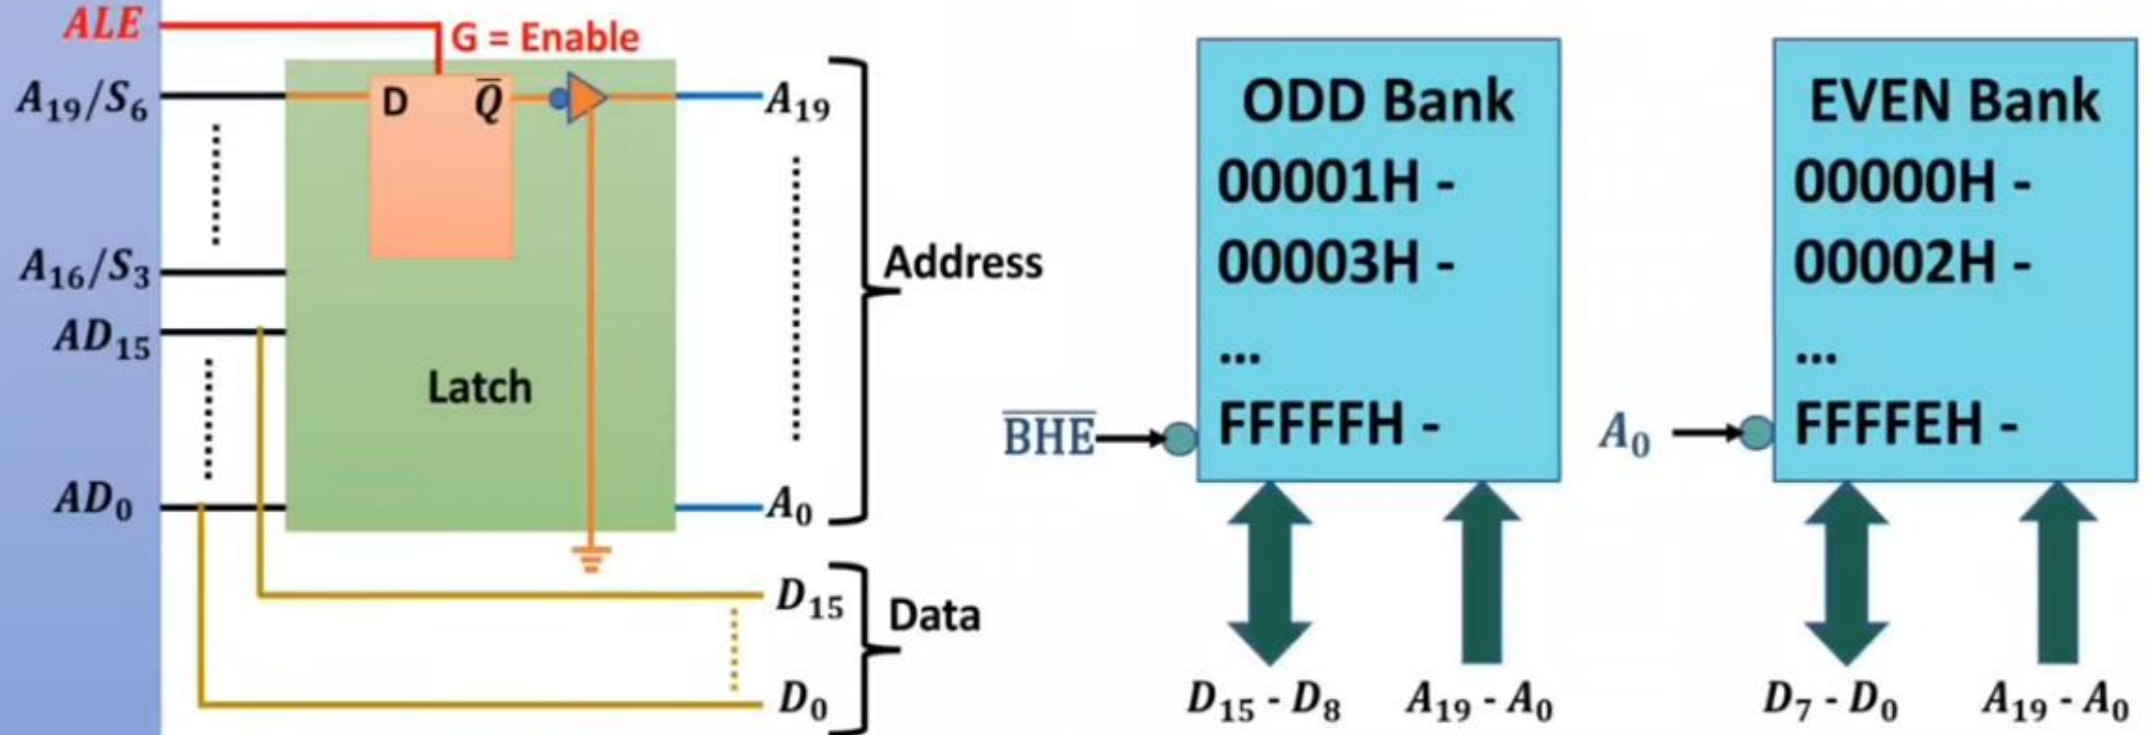 ALE
G = Enable
A₁₉/S₆
D
Q̅
A₁₉
A₁₆/S₃
AD₁₅
Latch
AD₀
A₀
Address
D₁₅
Data
D₀
ODD Bank
00001H -
00003H -
...
FFFFFH -
B̅H̅E̅
D₁₅ - D₈
A₁₉ - A₀
EVEN Bank
00000H -
00002H -
...
FFFFEH -
A₀
D₇ - D₀
A₁₉ - A₀